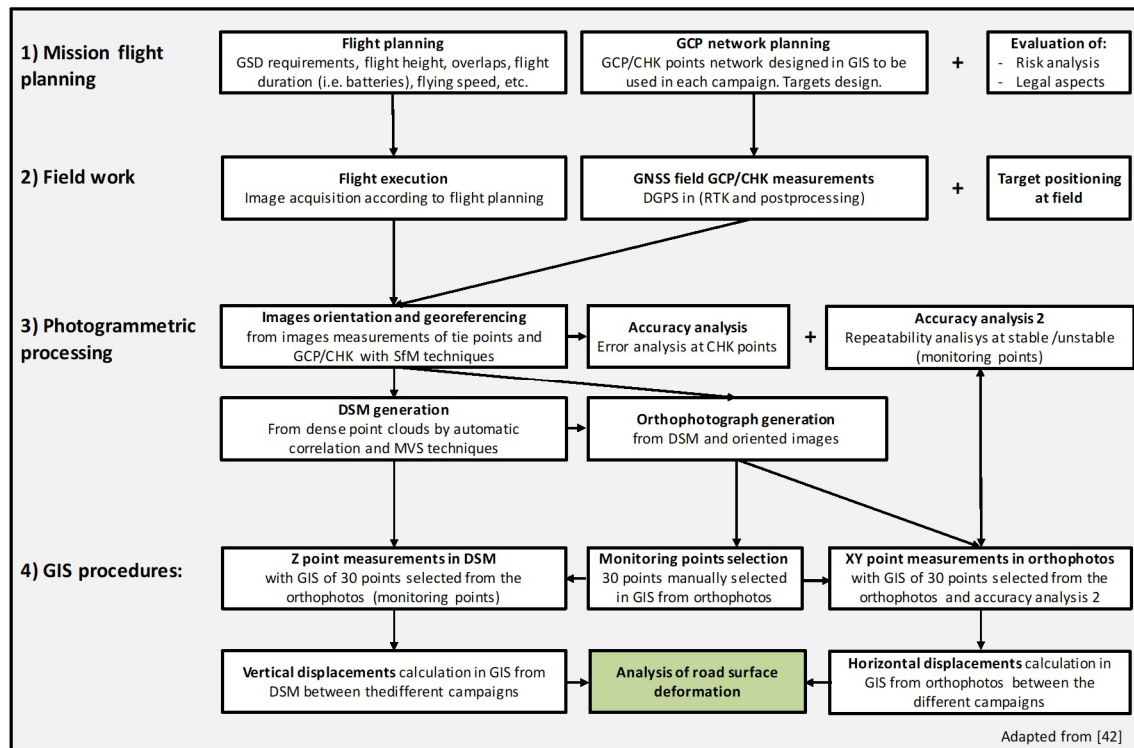 1) Mission flight
planning
Flight planning
GSD requirements, flight height, overlaps, flight
duration (i.e. batteries), flying speed, etc.
GCP network planning
GCP/CHK points network designed in GIS to be
used in each campaign. Targets design.
+
Evaluation of:
- Risk analysis
- Legal aspects
2) Field work
Flight execution
Image acquisition according to flight planning
GNSS field GCP/CHK measurements
DGPS in (RTK and postprocessing)
+
Target positioning
at field
3) Photogrammetric
processing
Images orientation and georeferencing
from images measurements of tie points and
GCP/CHK with SfM techniques
Accuracy analysis
Error analysis at CHK points
+
Accuracy analysis 2
Repeatability analisys at stable /unstable
(monitoring points)
DSM generation
From dense point clouds by automatic
correlation and MVS techniques
Orthophotograph generation
from DSM and oriented images
4) GIS procedures:
Z point measurements in DSM
with GIS of 30 points selected from the
orthophotos (monitoring points)
Monitoring points selection
30 points manually selected
in GIS from orthophotos
XY point measurements in orthophotos
with GIS of 30 points selected from the
orthophotos and accuracy analysis 2
Vertical displacements calculation in GIS from
DSM between thedifferent campaigns
Analysis of road surface
deformation
Horizontal displacements calculation in
GIS from orthophotos between the
different campaigns
Adapted from [42]